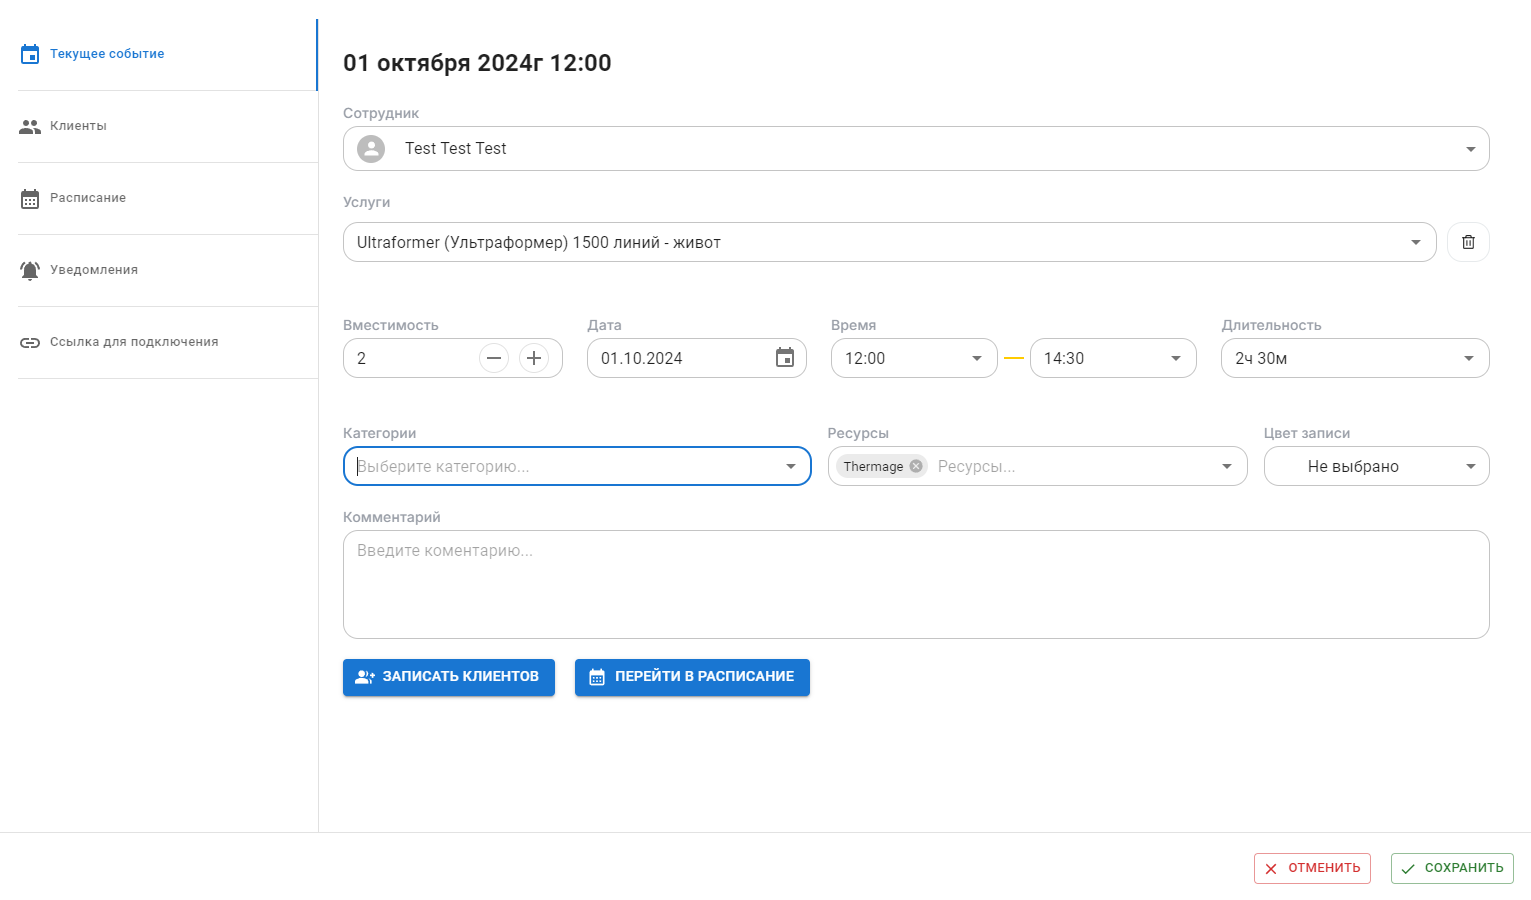 Текущее событие
Клиенты
Расписание
Уведомления
Ссылка для подключения
01 октября 2024г 12:00
Сотрудник
Test Test Test
Услуги
Ultraformer (Ультраформер) 1500 линий - живот
Вместимость
Дата
Время
Длительность
2
01.10.2024
12:00
14:30
2ч 30м
Категории
Ресурсы
Цвет записи
Выберите категорию...
Thermage
Ресурсы...
Не выбрано
Комментарий
Введите коментарию...
ЗАПИСАТЬ КЛИЕНТОВ
ПЕРЕЙТИ В РАСПИСАНИЕ
ОТМЕНИТЬ
СОХРАНИТЬ